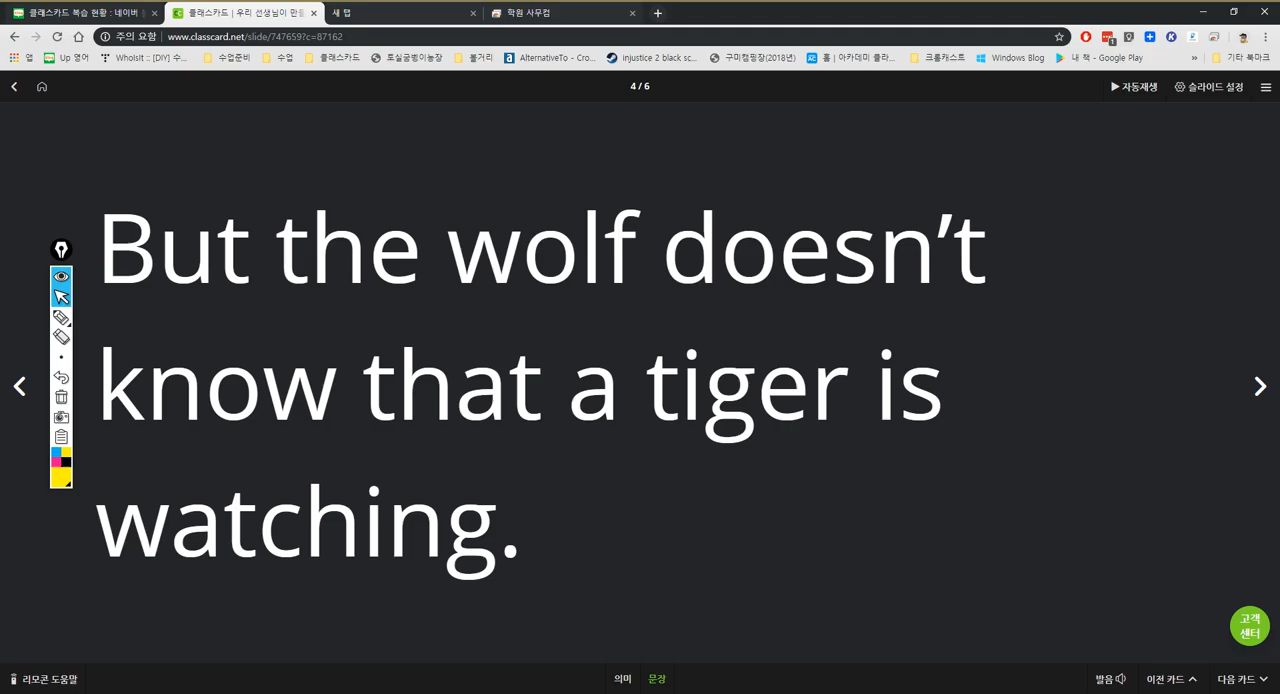 클래스카드 복습 현황 : 네이버
클래스카드 | 우리 선생님이 만들
새 탭
학원 사무컴
주의 요함 | www.classcard.net/slide/747659?c=87162
앱
Up 영어
WhoIsIt :: [DIY] 수...
수업준비
수업
클래스카드
토실굼벵이농장
볼거리
AlternativeTo - Cro...
injustice 2 black sc...
구미캠핑장(2018년)
홈 | 아카데미 클라...
크롬캐스트
Windows Blog
내 책 - Google Play
»
기타 북마크
4 / 6
자동재생
슬라이드 설정
But the wolf doesn’t
know that a tiger is
watching.
고객
센터
리모콘 도움말
의미
문장
발음
이전 카드
다음 카드